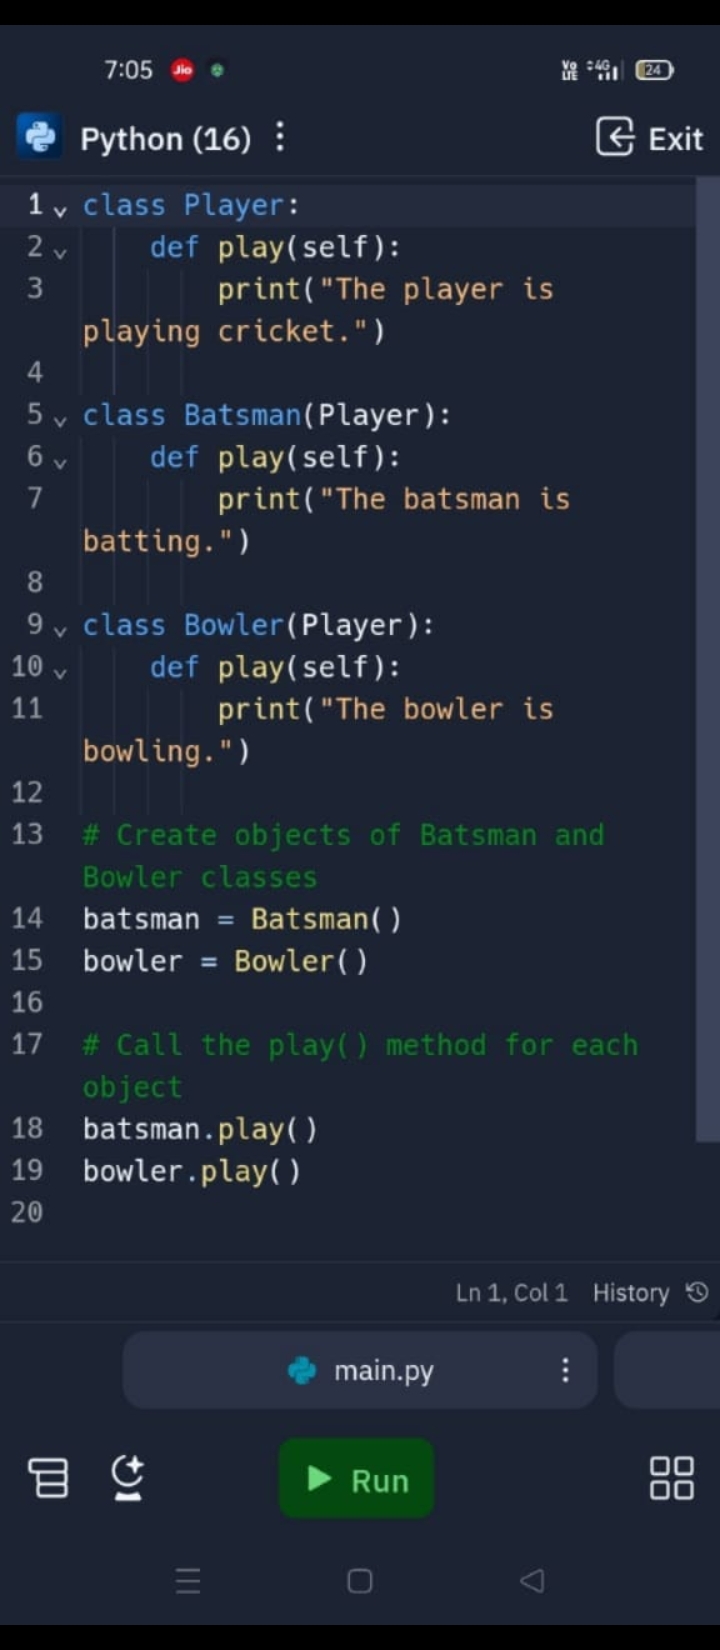 7:05 Jio Vo LTE 4G 24
Python (16) Exit
1 class Player:
2     def play(self):
3         print("The player is
playing cricket.")
4
5 class Batsman(Player):
6     def play(self):
7         print("The batsman is
batting.")
8
9 class Bowler(Player):
10     def play(self):
11         print("The bowler is
bowling.")
12
13 # Create objects of Batsman and
Bowler classes
14 batsman = Batsman()
15 bowler = Bowler()
16
17 # Call the play() method for each
object
18 batsman.play()
19 bowler.play()
20
Ln 1, Col 1 History
main.py
Run